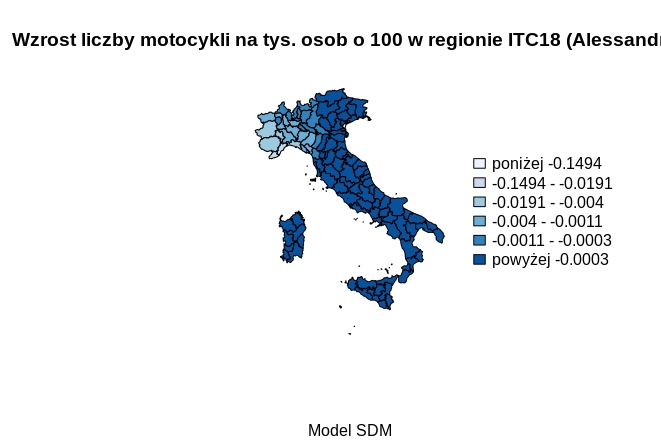 Wzrost liczby motocykli na tys. osob o 100 w regionie ITC18 (Alessandr
poniżej -0.1494
-0.1494 - -0.0191
-0.0191 - -0.004
-0.004 - -0.0011
-0.0011 - -0.0003
powyżej -0.0003
Model SDM